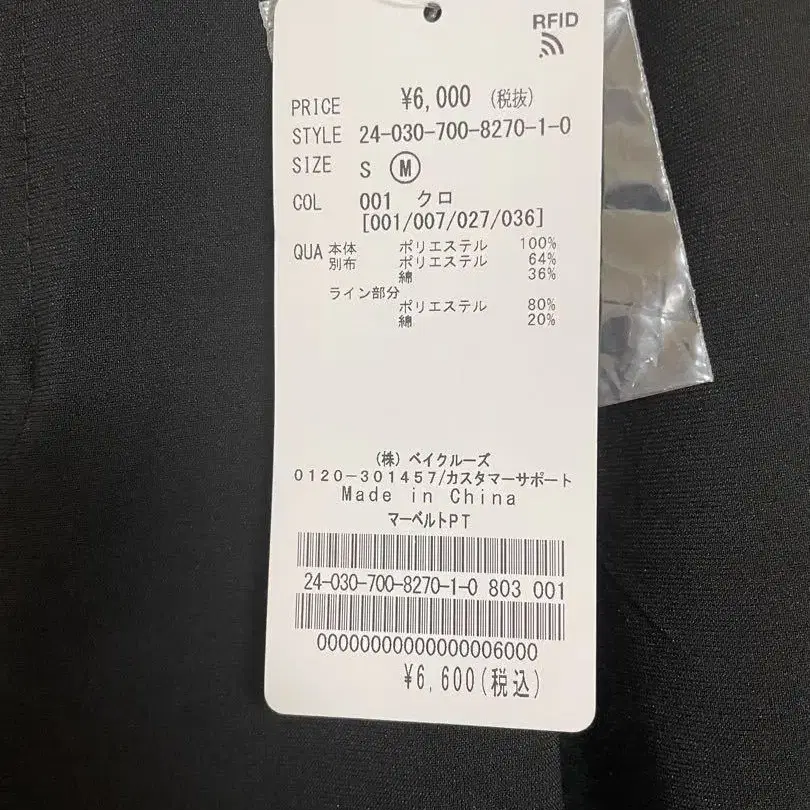 RFID
PRICE ¥6,000 (税抜)
STYLE 24-030-700-8270-1-0
SIZE S M
COL 001 クロ
[001/007/027/036]
QUA 本体 ポリエステル 100%
別布 ポリエステル 64%
綿 36%
ライン部分
ポリエステル 80%
綿 20%
(株) ベイクルーズ
0120-301457/カスタマーサポート
Made in China
マーベルトPT
24-030-700-8270-1-0 803 001
00000000000000006000
¥6,600(税込)